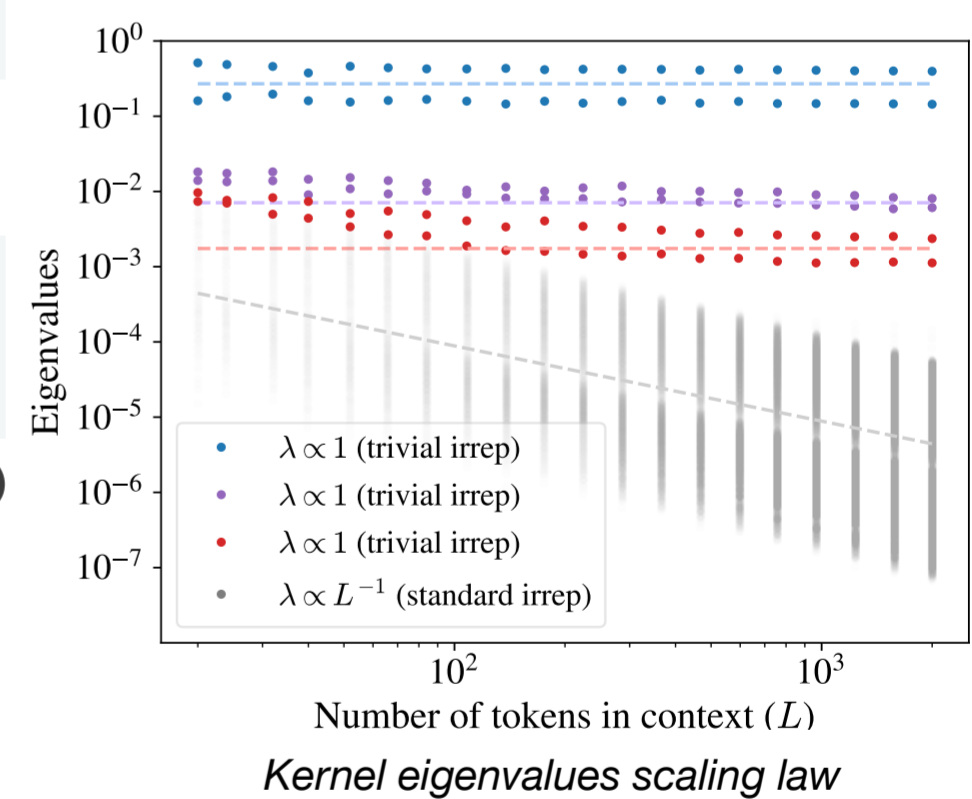 10^0
10^-1
10^-2
10^-3
10^-4
10^-5
10^-6
10^-7
Eigenvalues
λ ∝ 1 (trivial irrep)
λ ∝ 1 (trivial irrep)
λ ∝ 1 (trivial irrep)
λ ∝ L^-1 (standard irrep)
10^2 10^3
Number of tokens in context (L)
Kernel eigenvalues scaling law